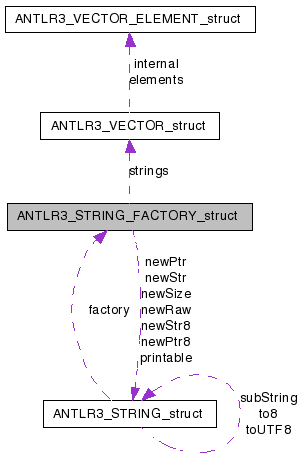 ANTLR3_VECTOR_ELEMENT_struct
internal
elements
ANTLR3_VECTOR_struct
strings
ANTLR3_STRING_FACTORY_struct
newPtr
newStr
newSize
newRaw
newStr8
newPtr8
printable
factory
ANTLR3_STRING_struct
subString
to8
toUTF8